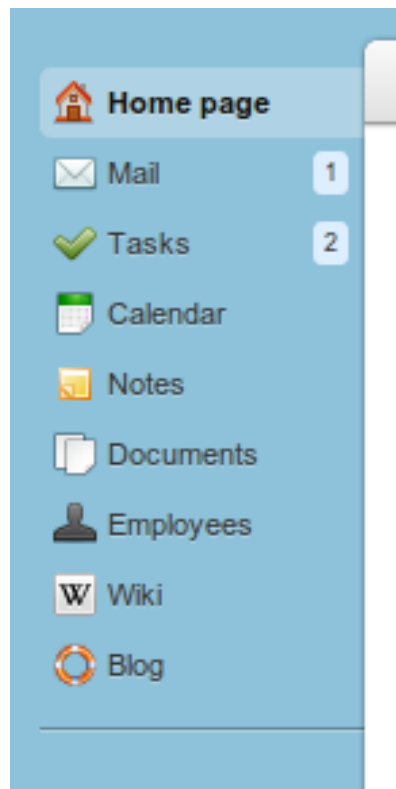 Home page
Mail 1
Tasks 2
Calendar
Notes
Documents
Employees
W Wiki
Blog